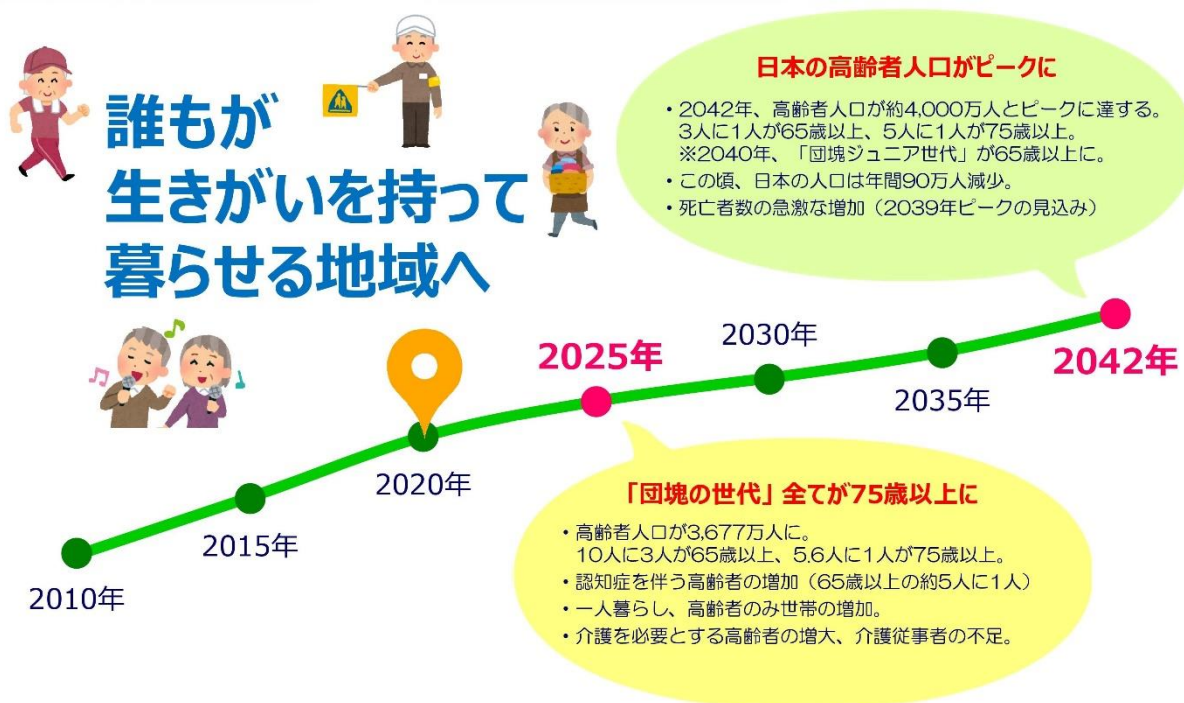 誰もが
生きがいを持って
暮らせる地域へ
日本の高齢者人口がピークに
・2042年、高齢者人口が約4,000万人とピークに達する。
3人に1人が65歳以上、5人に1人が75歳以上。
※2040年、「団塊ジュニア世代」が65歳以上に。
・この頃、日本の人口は年間90万人減少。
・死亡者数の急激な増加（2039年ピークの見込み）
2010年
2015年
2020年
2025年
2030年
2035年
2042年
「団塊の世代」全てが75歳以上に
・高齢者人口が3,677万人に。
10人に3人が65歳以上、5.6人に1人が75歳以上。
・認知症を伴う高齢者の増加（65歳以上の約5人に1人）
・一人暮らし、高齢者のみ世帯の増加。
・介護を必要とする高齢者の増大、介護従事者の不足。